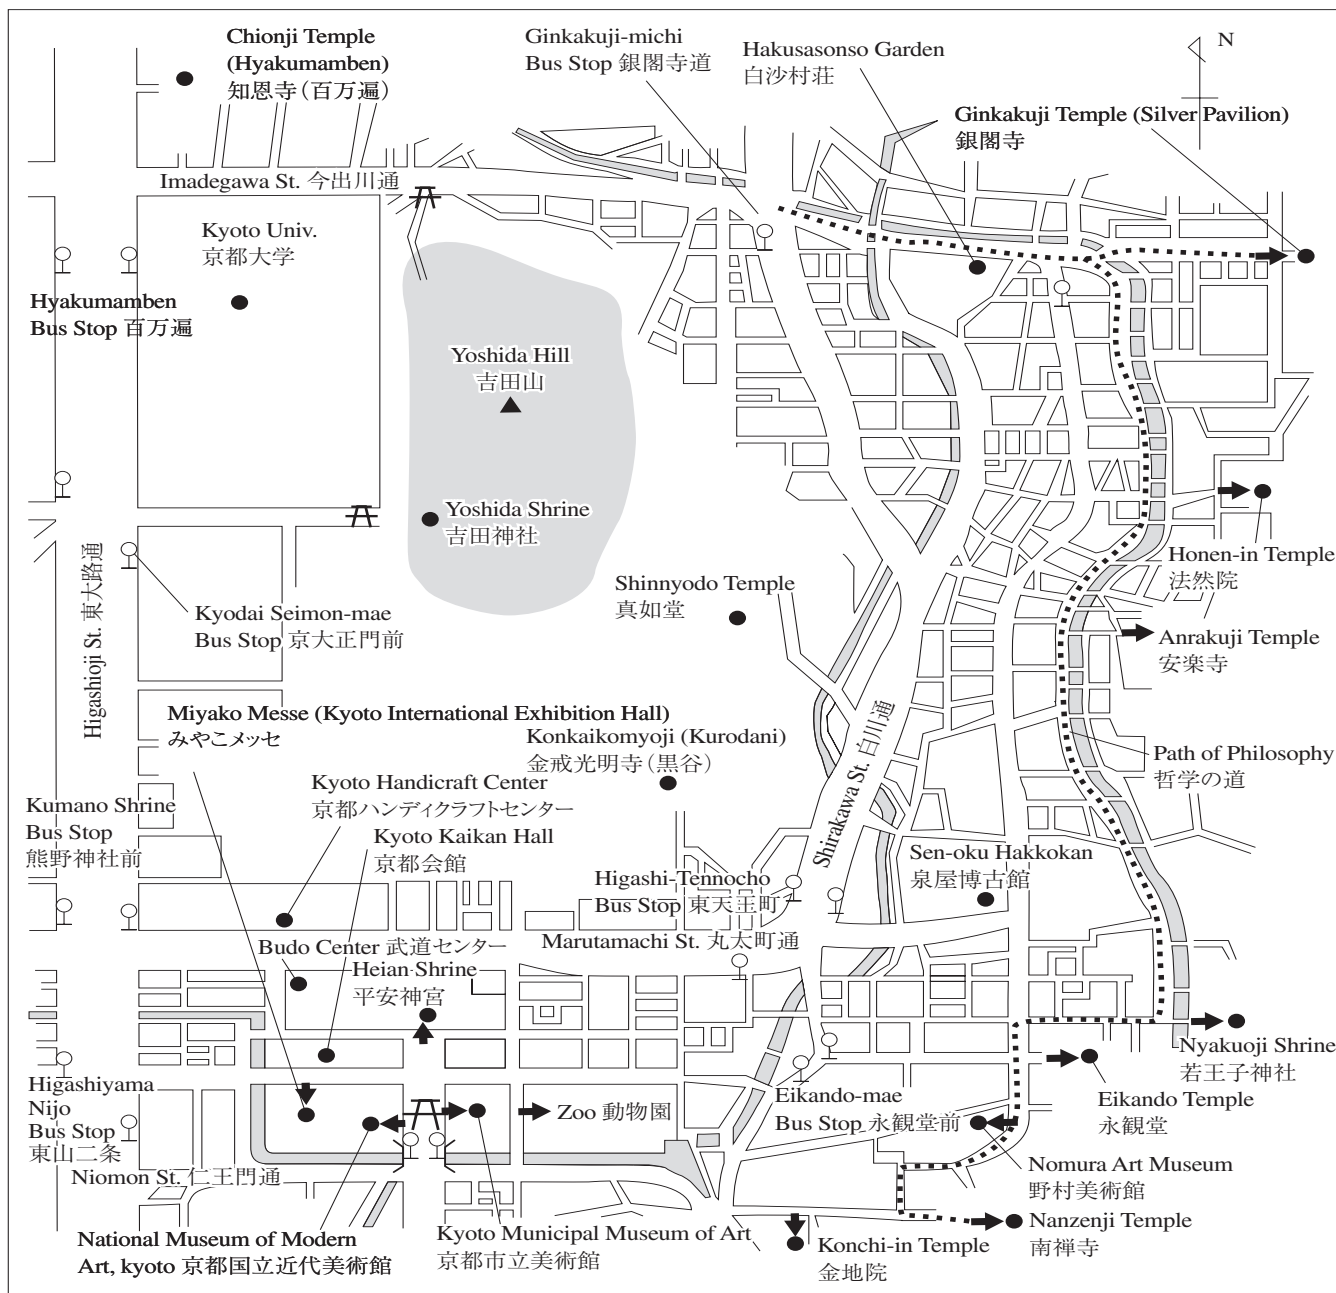 Chionji Temple
(Hyakumamben)
知恩寺（百万遍）
Ginkakuji-michi
Bus Stop 銀閣寺道
Hakusasonso Garden
白沙村荘
N
Ginkakuji Temple (Silver Pavilion)
銀閣寺
Imadegawa St. 今出川通
Kyoto Univ.
京都大学
Hyakumamben
Bus Stop 百万遍
Yoshida Hill
吉田山
Yoshida Shrine
吉田神社
Honen-in Temple
法然院
Higashioji St. 東大路通
Kyodai Seimon-mae
Bus Stop 京大正門前
Shinnyodo Temple
真如堂
Anrakuji Temple
安楽寺
Miyako Messe (Kyoto International Exhibition Hall)
みやこメッセ
Konkaikomyoji (Kurodani)
金戒光明寺（黒谷）
Shirakawa St. 白川通
Path of Philosophy
哲学の道
Kyoto Handicraft Center
京都ハンディクラフトセンター
Kumano Shrine
Bus Stop
熊野神社前
Kyoto Kaikan Hall
京都会館
Higashi-Tennocho
Bus Stop 東天王町
Sen-oku Hakkokan
泉屋博古館
Marutamachi St. 丸太町通
Budo Center 武道センター
Heian Shrine
平安神宮
Nyakuoji Shrine
若王子神社
Higashiyama
Nijo
Bus Stop
東山二条
Zoo 動物園
Eikando-mae
Bus Stop 永観堂前
Eikando Temple
永観堂
Niomon St. 仁王門通
Nomura Art Museum
野村美術館
National Museum of Modern
Art, kyoto 京都国立近代美術館
Kyoto Municipal Museum of Art
京都市立美術館
Konchi-in Temple
金地院
Nanzenji Temple
南禅寺